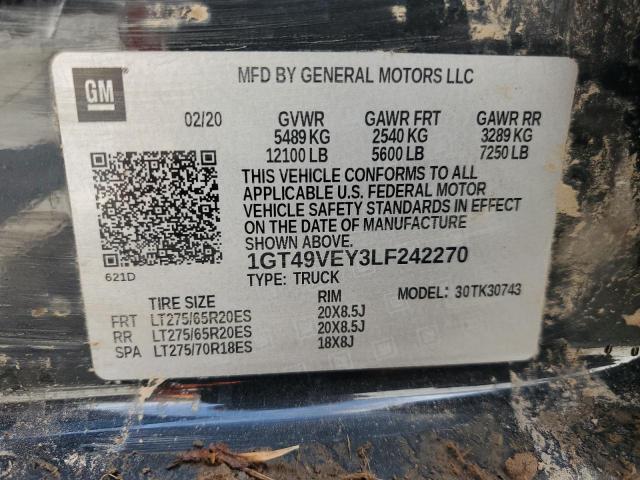 GM
MFD BY GENERAL MOTORS LLC
02/20 GVWR GAWR FRT GAWR RR
5489 KG 2540 KG 3289 KG
12100 LB 5600 LB 7250 LB
THIS VEHICLE CONFORMS TO ALL
APPLICABLE U.S. FEDERAL MOTOR
VEHICLE SAFETY STANDARDS IN EFFECT
ON THE DATE OF MANUFACTURE
SHOWN ABOVE.
621D
1GT49VEY3LF242270
TYPE: TRUCK MODEL: 30TK30743
TIRE SIZE RIM
FRT LT275/65R20ES 20X8.5J
RR LT275/65R20ES 20X8.5J
SPA LT275/70R18ES 18X8J